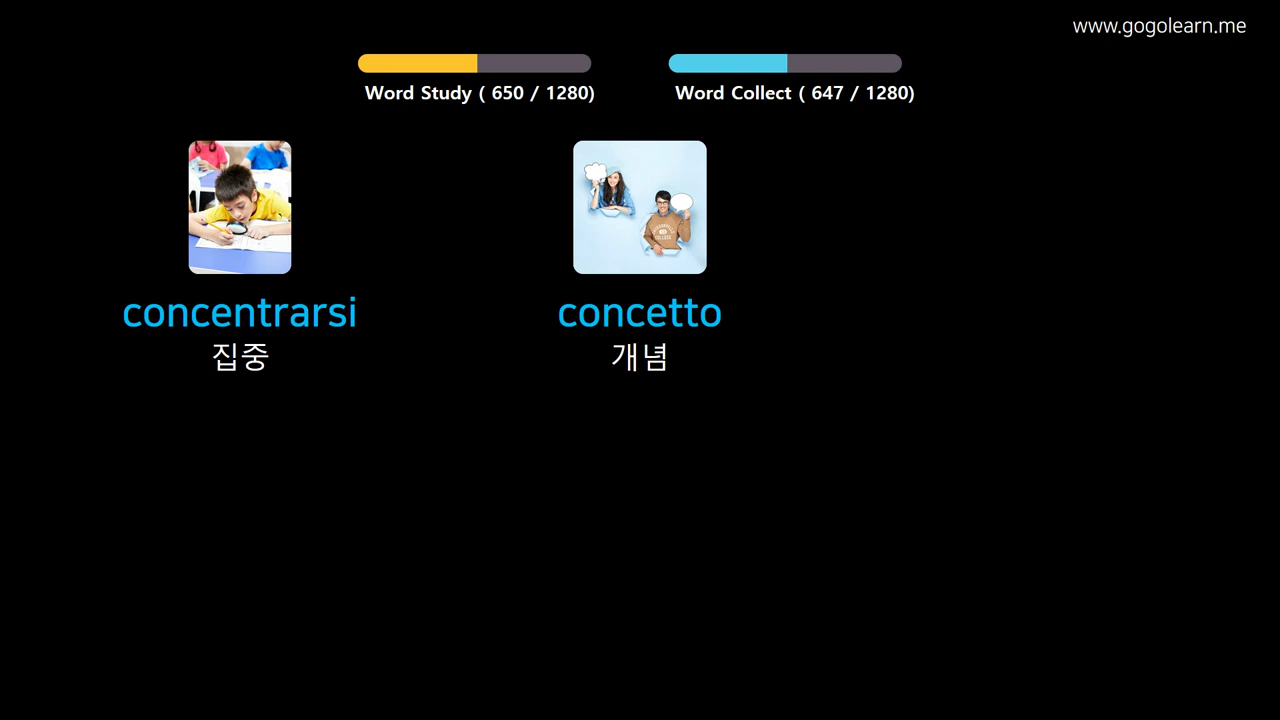 www.gogolearn.me
Word Study ( 650 / 1280)
Word Collect ( 647 / 1280)
concentrarsi
집중
concetto
개념